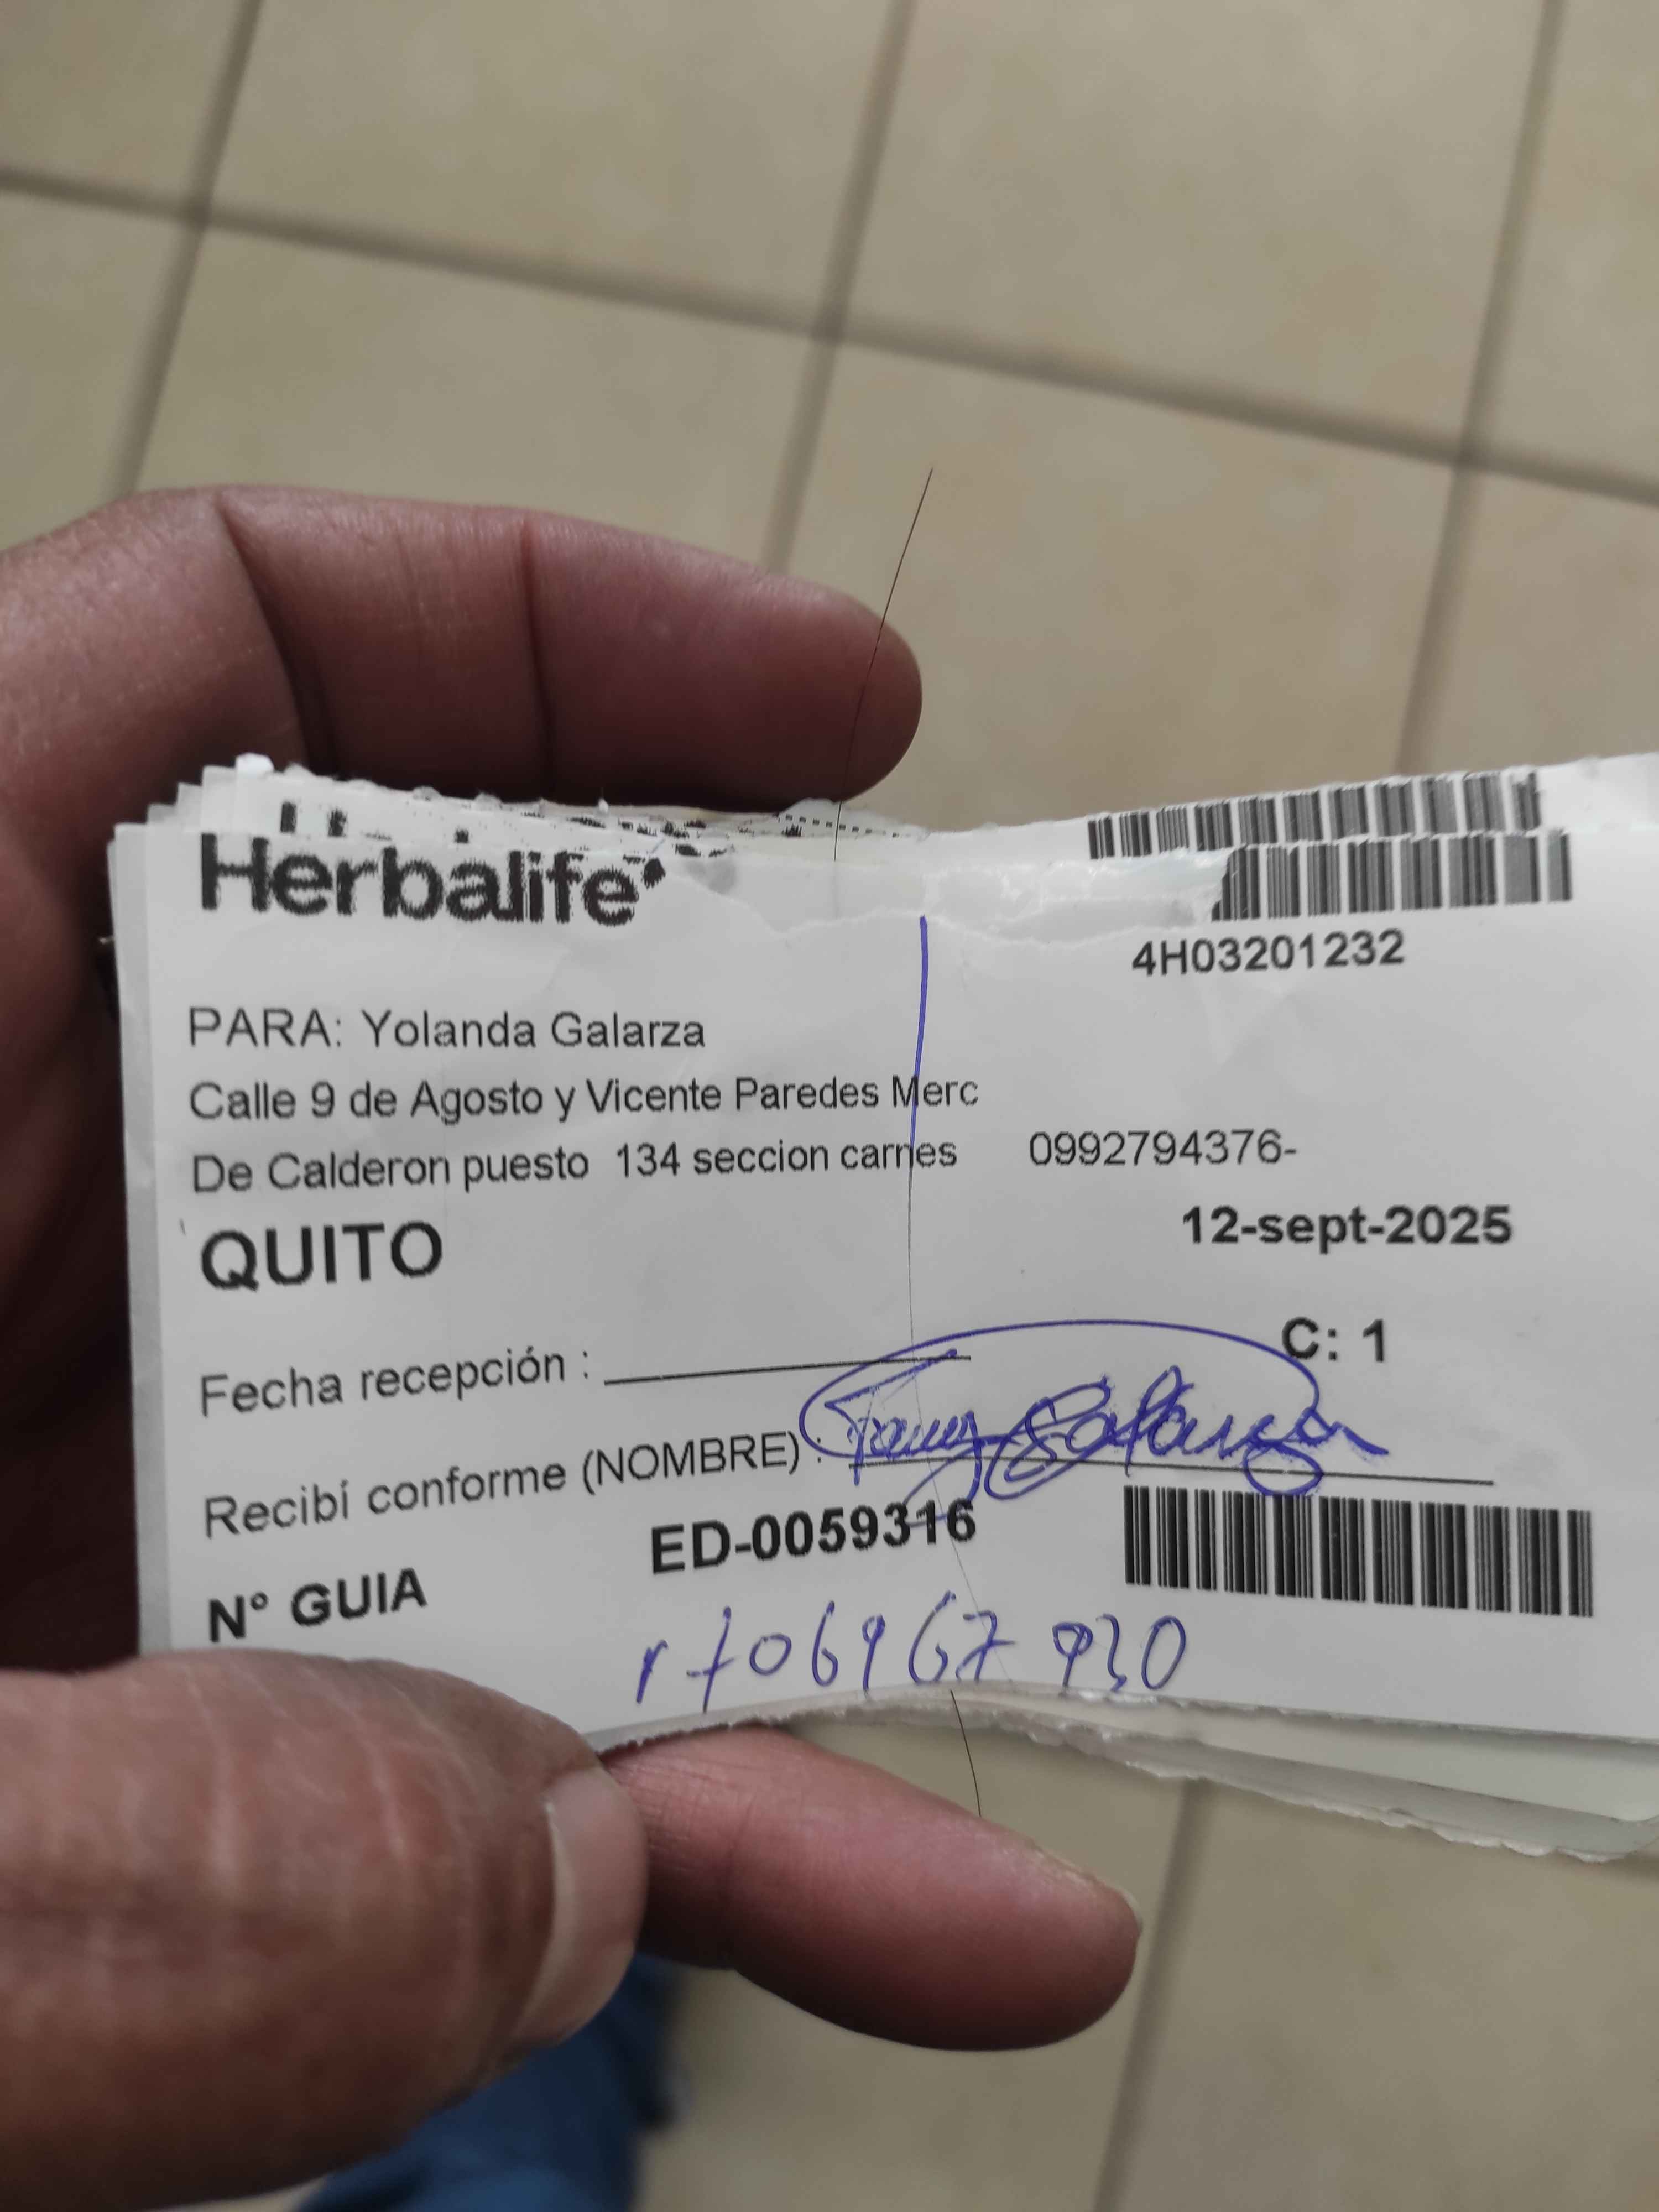 Herbalife
4H03201232
PARA: Yolanda Galarza
Calle 9 de Agosto y Vicente Paredes Merc
De Calderon puesto 134 seccion carnes 0992794376-
QUITO 12-sept-2025
C: 1
Fecha recepción :
Recibí conforme (NOMBRE) : Galarza
N° GUIA ED-0059316